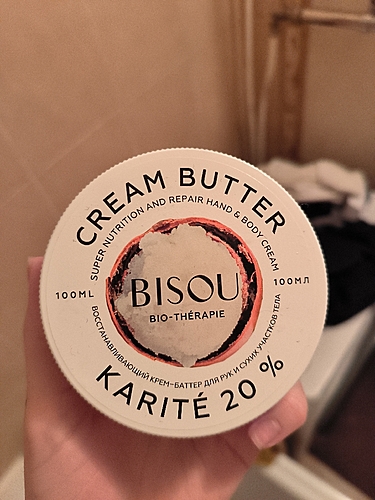 CREAM BUTTER
SUPER NUTRITION AND REPAIR HAND & BODY CREAM
100ML
BISOU
100МЛ
BIO-THÉRAPIE
ВОССТАНАВЛИВАЮЩИЙ КРЕМ-БАТТЕР ДЛЯ РУК И СУХИХ УЧАСТКОВ ТЕЛА
KARITÉ 20 %